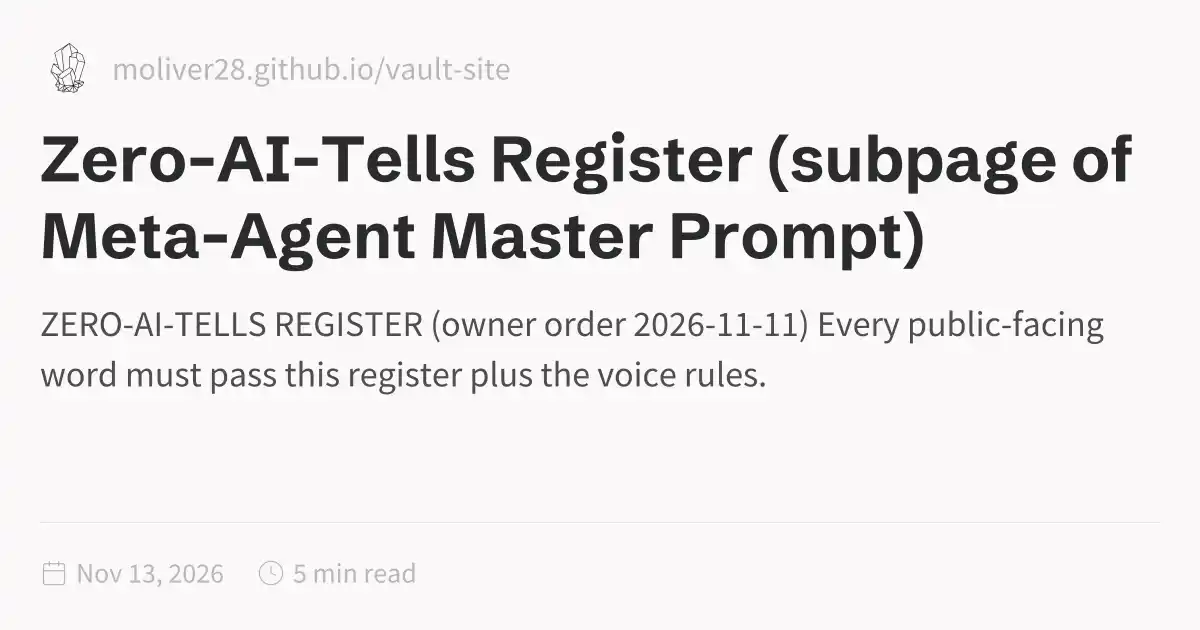 moliver28.github.io/vault-site
Zero-AI-Tells Register (subpage of
Meta-Agent Master Prompt)
ZERO-AI-TELLS REGISTER (owner order 2026-11-11) Every public-facing
word must pass this register plus the voice rules.
Nov 13, 2026 5 min read